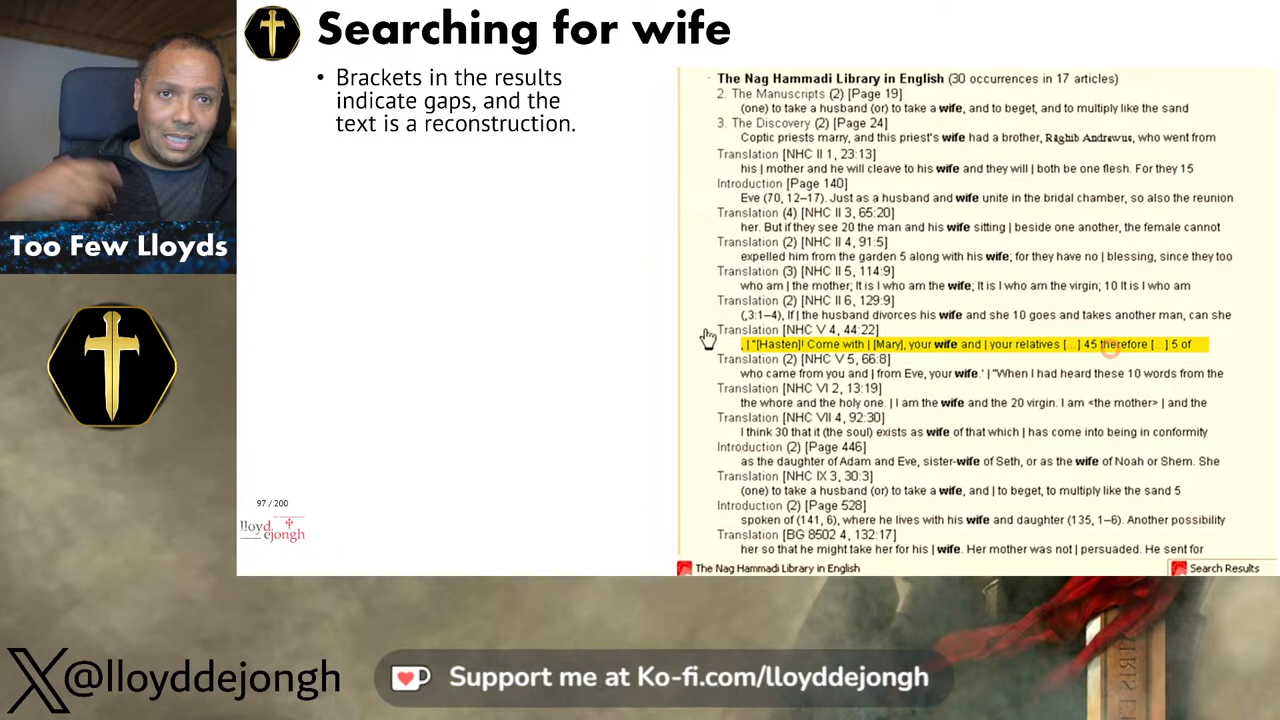 Searching for wife
• Brackets in the results
indicate gaps, and the
text is a reconstruction.
Too Few Lloyds
97 / 200
lloyd
ejongh
The Nag Hammadi Library in English (30 occurrences in 17 articles)
2. The Manuscripts (2) [Page 19]
(one) to take a husband (or) to take a wife, and to beget, and to multiply like the sand
3. The Discovery (2) [Page 24]
Coptic priests marry, and this priest's wife had a brother, Rāghib Andrawus, who went from
Translation [NHC II 1, 23:13]
his | mother and he will cleave to his wife and they will | both be one flesh. For they 15
Introduction [Page 140]
Eve (70, 12–17). Just as a husband and wife unite in the bridal chamber, so also the reunion
Translation (4) [NHC II 3, 65:20]
her. But if they see 20 the man and his wife sitting | beside one another, the female cannot
Translation (2) [NHC II 4, 91:5]
expelled him from the garden 5 along with his wife; for they have no | blessing, since they too
Translation (3) [NHC II 5, 114:9]
who am | the mother; It is I who am the wife; It is I who am the virgin; 10 It is I who am
Translation (2) [NHC II 6, 129:9]
(,3:1–4), If | the husband divorces his wife and she 10 goes and takes another man, can she
Translation [NHC V 4, 44:22]
, | "[Hasten]! Come with | [Mary], your wife and | your relatives [...] 45 therefore [...] 5 of
Translation (2) [NHC V 5, 66:8]
who came from you and | from Eve, your wife.' | "When I had heard these 10 words from the
Translation [NHC VI 2, 13:19]
the whore and the holy one. | I am the wife and the 20 virgin. I am <the mother> | and the
Translation [NHC VII 4, 92:30]
I think 30 that it (the soul) exists as wife of that which | has come into being in conformity
Introduction (2) [Page 446]
as the daughter of Adam and Eve, sister-wife of Seth, or as the wife of Noah or Shem. She
Translation [NHC IX 3, 30:3]
(one) to take a husband (or) to take a wife, and | to beget, to multiply like the sand 5
Introduction (2) [Page 528]
spoken of (141, 6), where he lives with his wife and daughter (135, 1–6). Another possibility
Translation [BG 8502 4, 132:17]
her so that he might take her for his | wife. Her mother was not | persuaded. He sent for
The Nag Hammadi Library in English
Search Results
X@lloyddejongh
Support me at Ko-fi.com/lloyddejongh